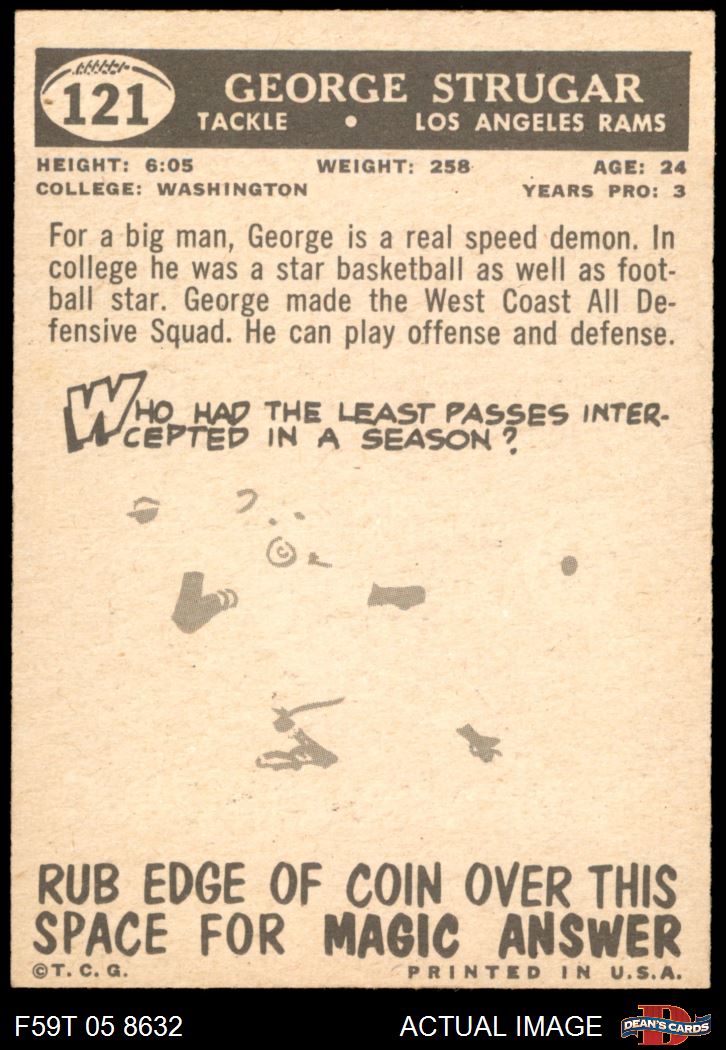 121
GEORGE STRUGAR
TACKLE • LOS ANGELES RAMS
HEIGHT: 6:05 WEIGHT: 258 AGE: 24
COLLEGE: WASHINGTON YEARS PRO: 3
For a big man, George is a real speed demon. In
college he was a star basketball as well as foot-
ball star. George made the West Coast All De-
fensive Squad. He can play offense and defense.
WHO HAD THE LEAST PASSES INTER-
CEPTED IN A SEASON?
RUB EDGE OF COIN OVER THIS
SPACE FOR MAGIC ANSWER
©T. C. G. PRINTED IN U.S.A.
F59T 05 8632 ACTUAL IMAGE D DEAN'S CARDS